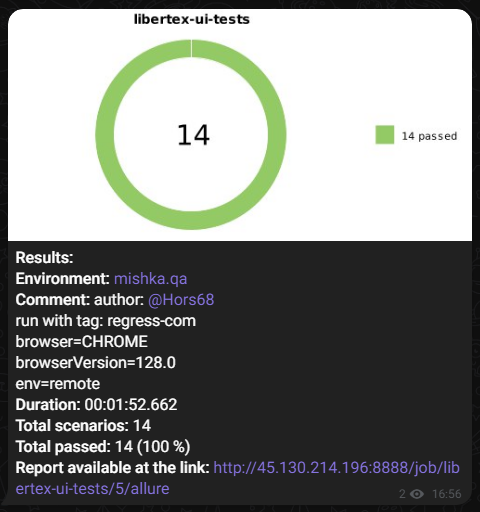 libertex-ui-tests
14
14 passed
Results:
Environment: mishka.qa
Comment: author: @Hors68
run with tag: regress-com
browser=CHROME
browserVersion=128.0
env=remote
Duration: 00:01:52.662
Total scenarios: 14
Total passed: 14 (100 %)
Report available at the link: http://45.130.214.196:8888/job/lib
ertex-ui-tests/5/allure
2 16:56